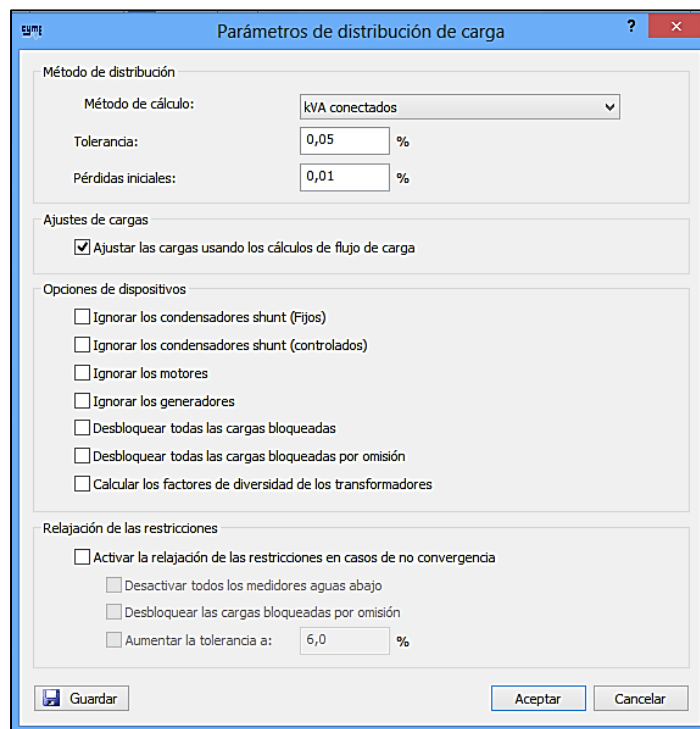 CYME
Parámetros de distribución de carga
?
Método de distribución
Método de cálculo:
kVA conectados
Tolerancia:
0,05
%
Pérdidas iniciales:
0,01
%
Ajustes de cargas
Ajustar las cargas usando los cálculos de flujo de carga
Opciones de dispositivos
Ignorar los condensadores shunt (Fijos)
Ignorar los condensadores shunt (controlados)
Ignorar los motores
Ignorar los generadores
Desbloquear todas las cargas bloqueadas
Desbloquear todas las cargas bloqueadas por omisión
Calcular los factores de diversidad de los transformadores
Relajación de las restricciones
Activar la relajación de las restricciones en casos de no convergencia
Desactivar todos los medidores aguas abajo
Desbloquear las cargas bloqueadas por omisión
Aumentar la tolerancia a:
6,0
%
Guardar
Aceptar
Cancelar